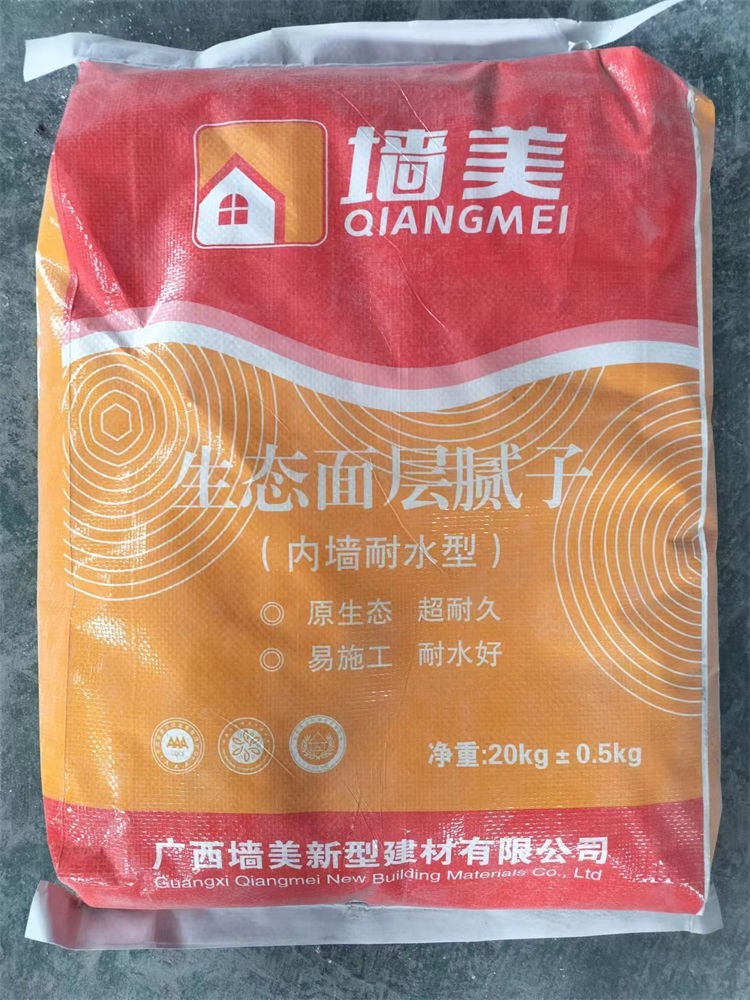 墙美
QIANGMEI
生态面层腻子
（内墙耐水型）
◎ 原生态 超耐久
◎ 易施工 耐水好
AAA
净重:20kg±0.5kg
广西墙美新型建材有限公司
Guangxi Qiangmei New Building Materials Co., Ltd